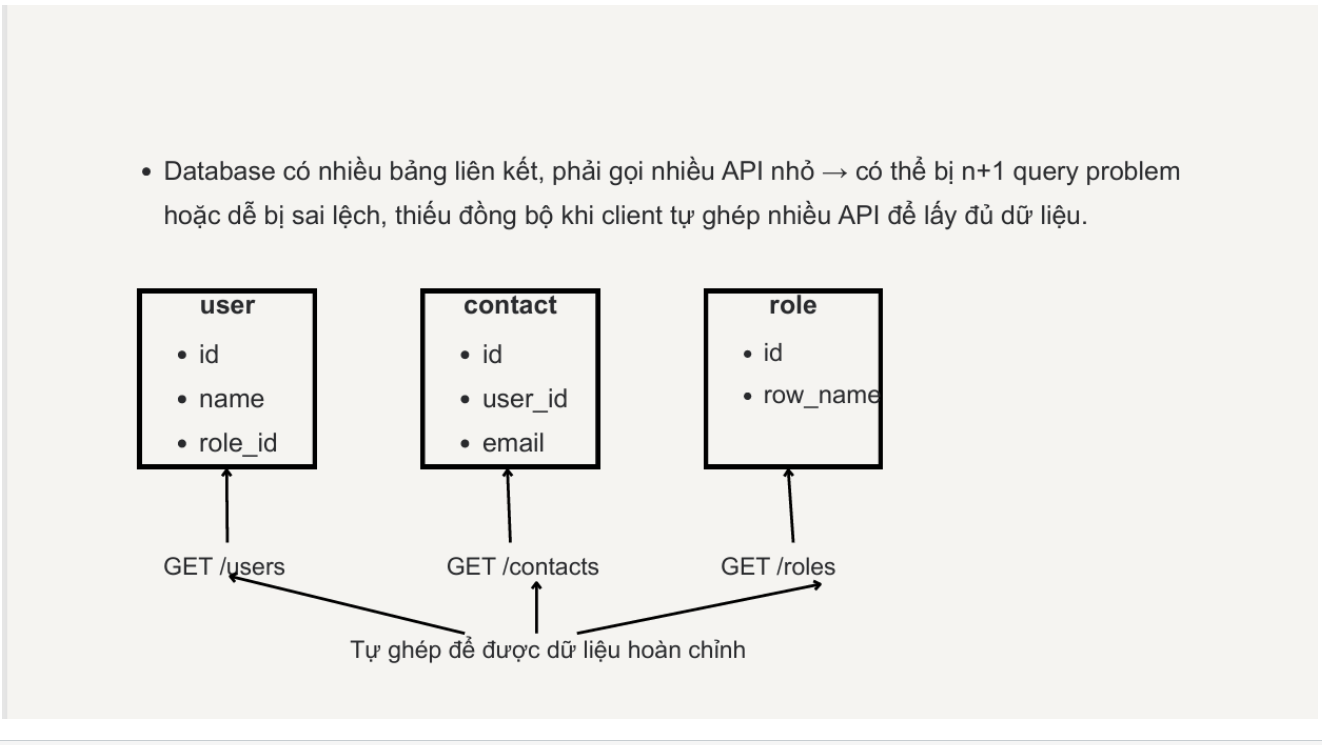 • Database có nhiều bảng liên kết, phải gọi nhiều API nhỏ → có thể bị n+1 query problem
hoặc dễ bị sai lệch, thiếu đồng bộ khi client tự ghép nhiều API để lấy đủ dữ liệu.
user
• id
• name
• role_id
contact
• id
• user_id
• email
role
• id
• row_name
GET /users
GET /contacts
GET /roles
Tự ghép để được dữ liệu hoàn chỉnh